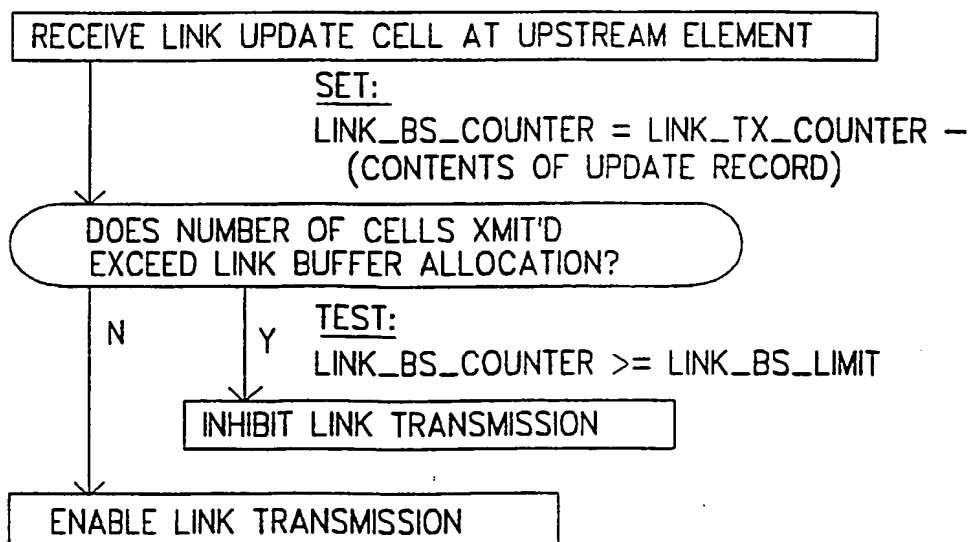 RECEIVE LINK UPDATE CELL AT UPSTREAM ELEMENT
SET:
LINK_BS_COUNTER = LINK_TX_COUNTER –
(CONTENTS OF UPDATE RECORD)
DOES NUMBER OF CELLS XMIT'D
EXCEED LINK BUFFER ALLOCATION?
N
Y
TEST:
LINK_BS_COUNTER >= LINK_BS_LIMIT
INHIBIT LINK TRANSMISSION
ENABLE LINK TRANSMISSION